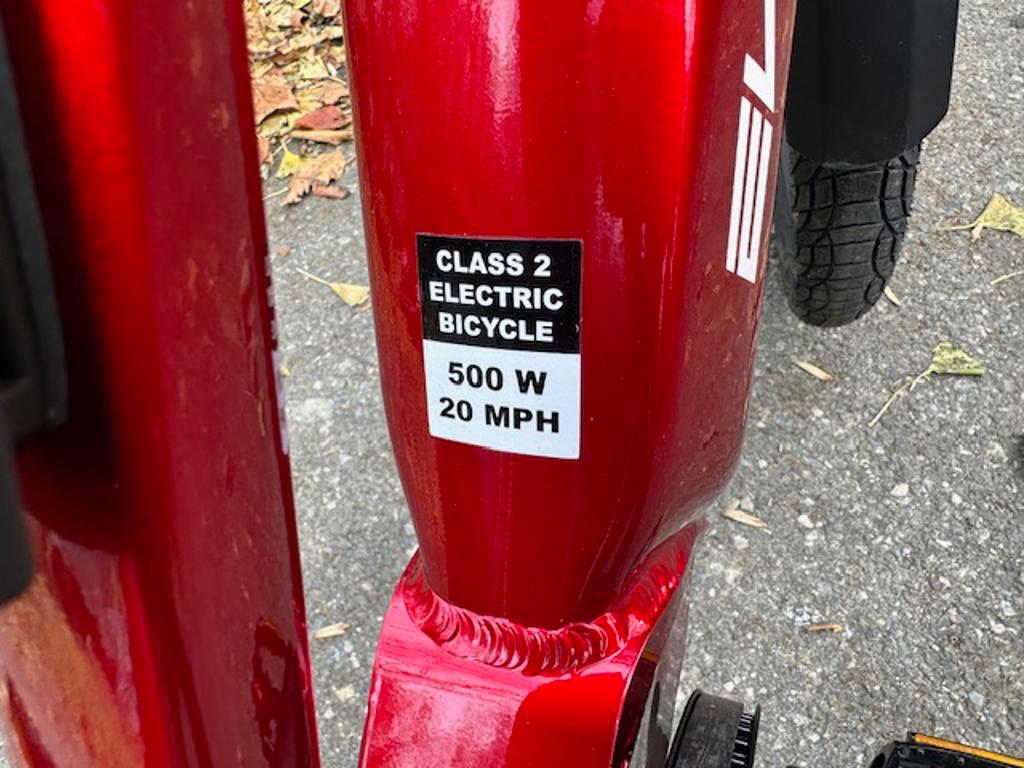 CLASS 2
ELECTRIC
BICYCLE
500 W
20 MPH